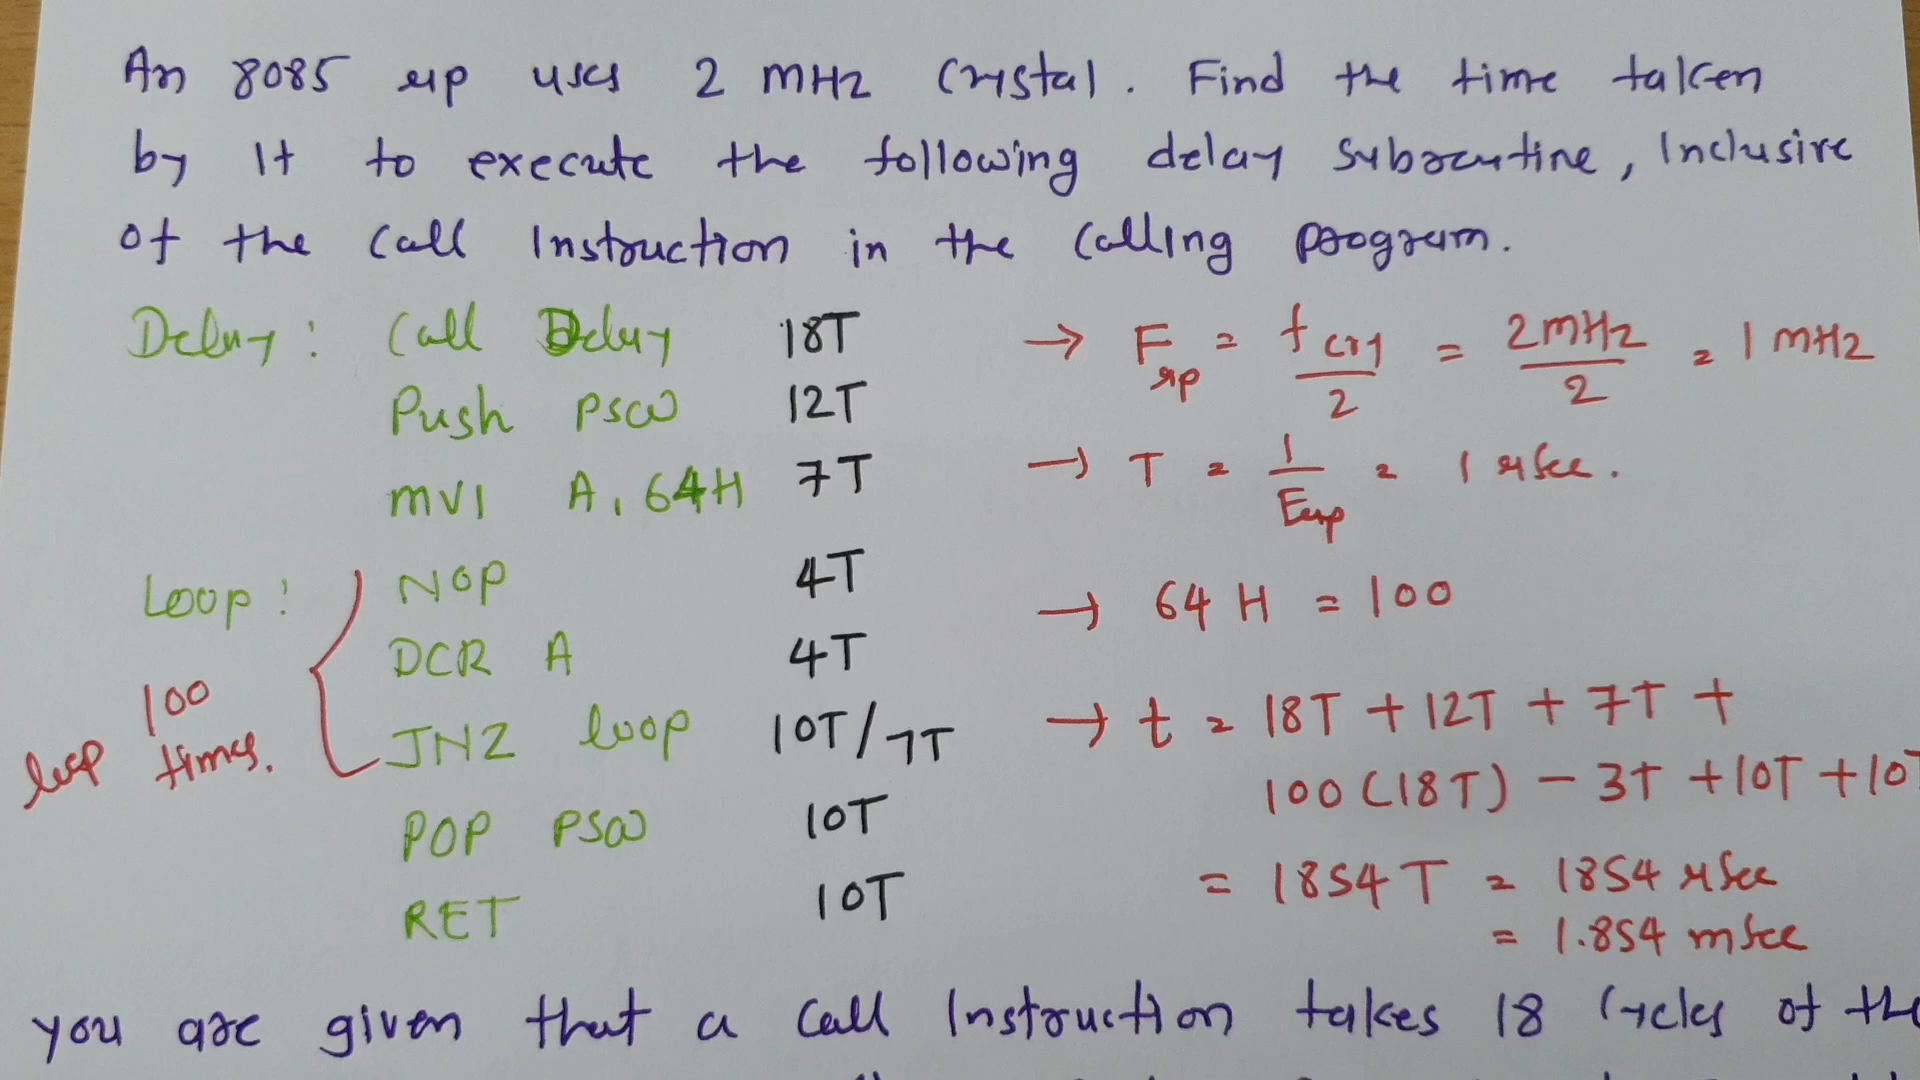 An 8085 μp uses 2 MHz Crystal. Find the time taken
by It to execute the following delay Subroutine, Inclusive
of the Call Instruction in the Calling program.
Delay: Call Delay 18T → Fμp = fcry/2 = 2MHz/2 = 1 MHz
Push PSW 12T
MVI A, 64H 7T → T = 1/Fμp = 1 μsec.
Loop: NOP 4T → 64 H = 100
DCR A 4T
loop 100 times. JNZ loop 10T/7T → t = 18T + 12T + 7T +
100 (18T) - 3T + 10T + 10T
POP PSW 10T
RET 10T = 1854 T = 1854 μsec
= 1.854 msec
you are given that a Call Instruction takes 18 Cycles of the